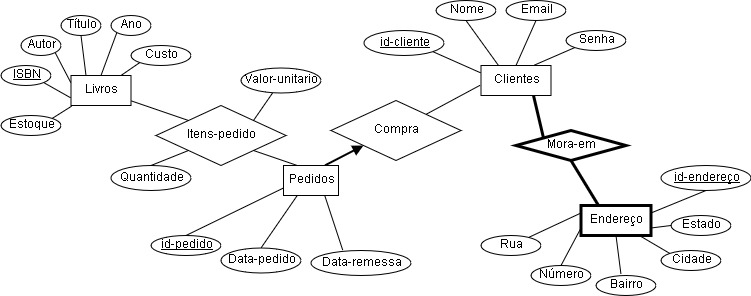 Título
Ano
Autor
Custo
ISBN
Livros
Estoque
Nome
Email
id-cliente
Senha
Clientes
Valor-unitario
Itens-pedido
Compra
Quantidade
Pedidos
Mora-em
id-pedido
Data-pedido
Data-remessa
id-endereço
Endereço
Estado
Rua
Cidade
Número
Bairro